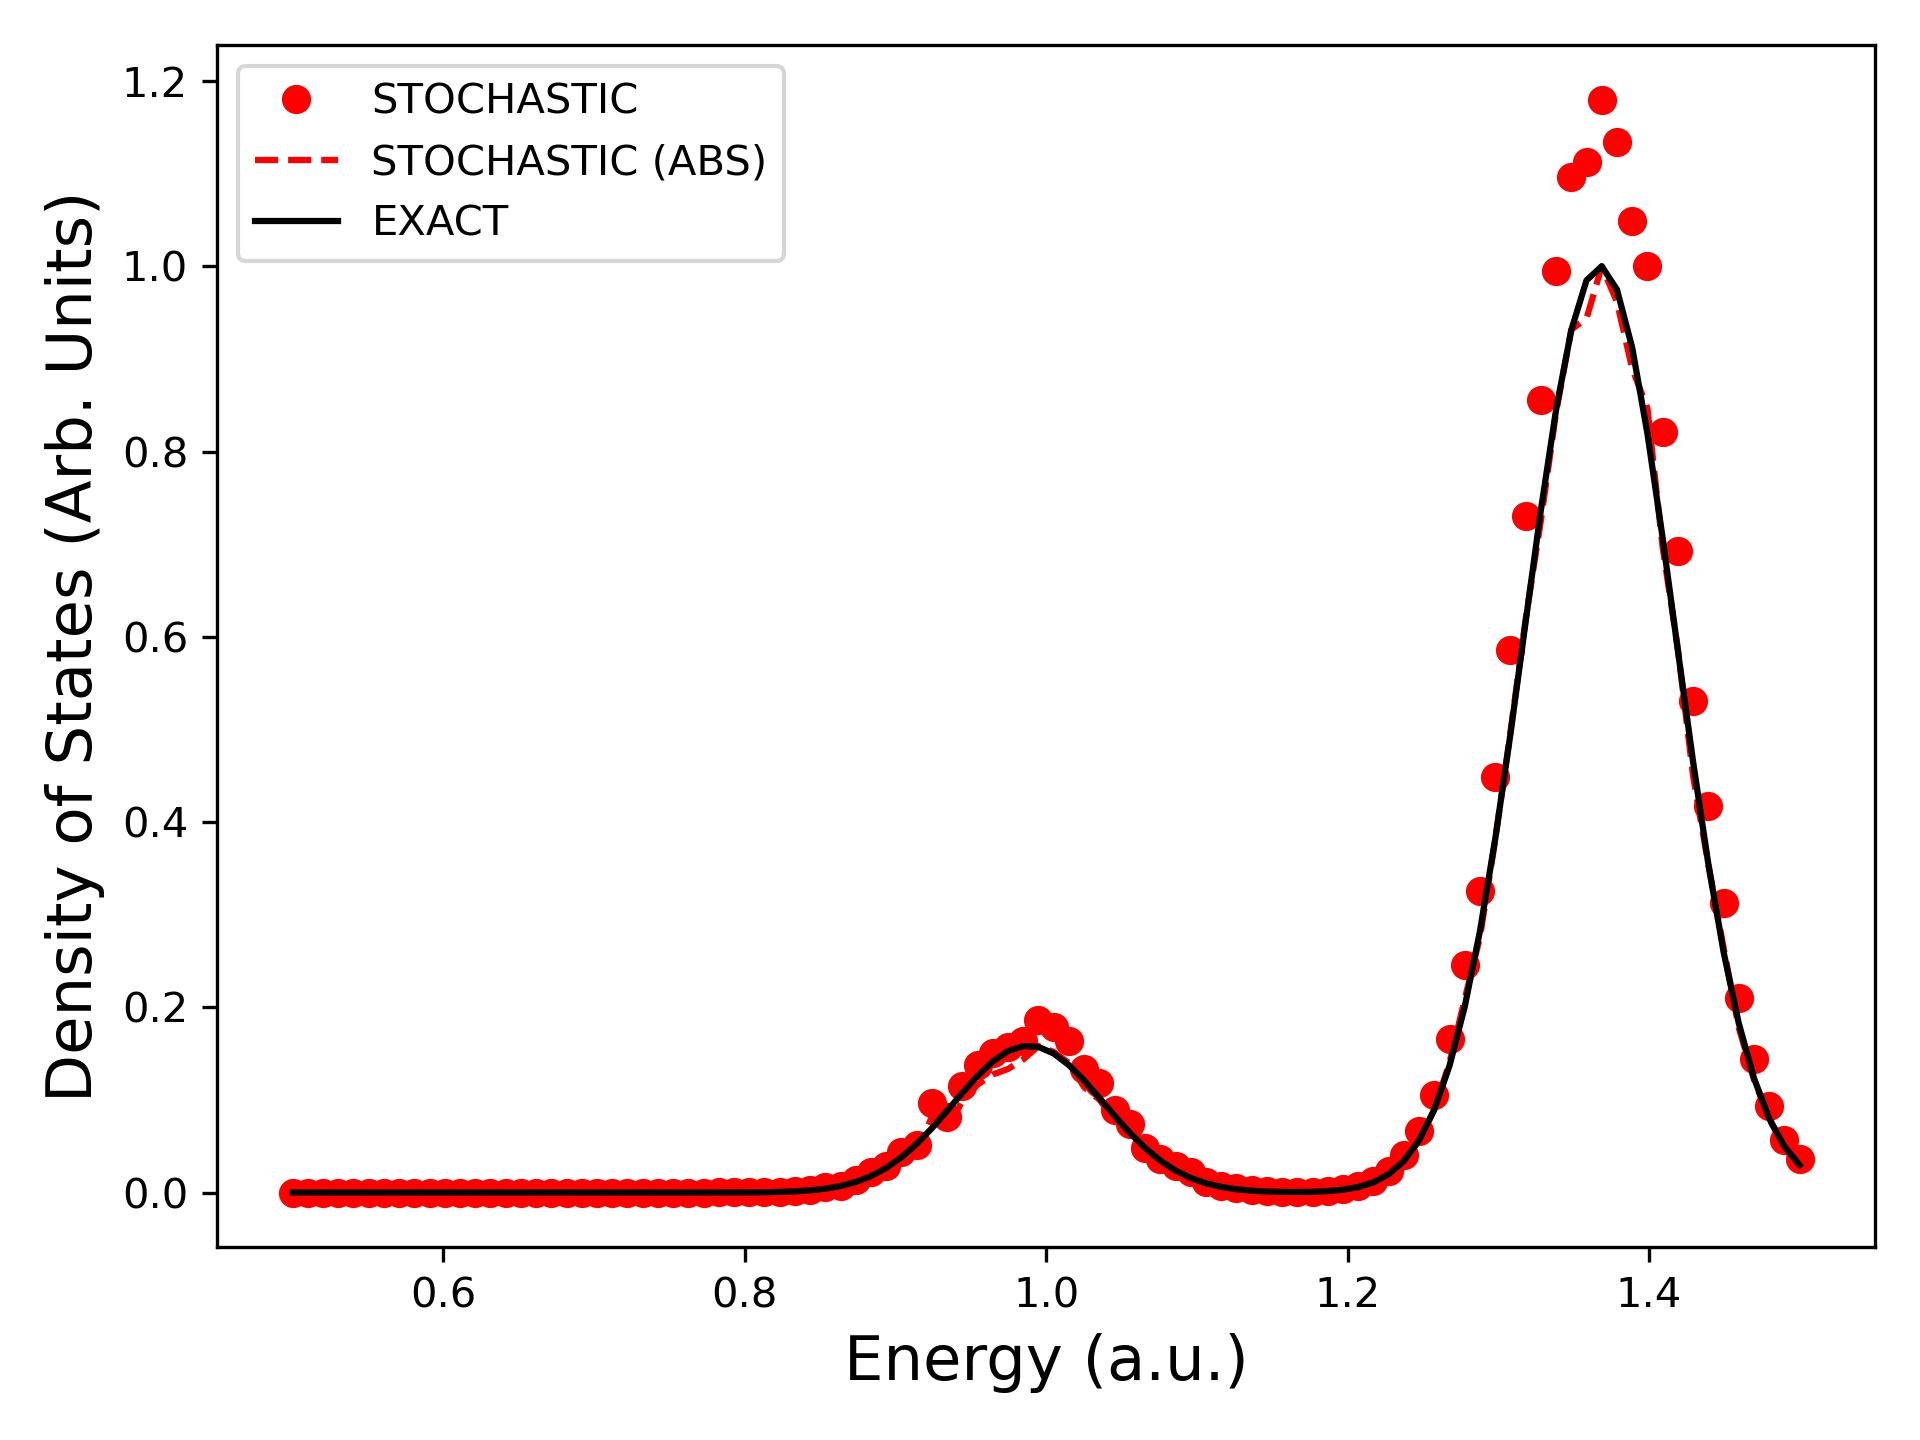 STOCHASTIC
STOCHASTIC (ABS)
EXACT
Density of States (Arb. Units)
1.2
1.0
0.8
0.6
0.4
0.2
0.0
0.6 0.8 1.0 1.2 1.4
Energy (a.u.)